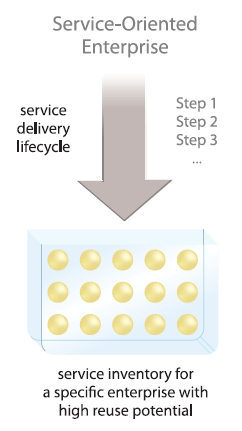 Service-Oriented
Enterprise
service
delivery
lifecycle
Step 1
Step 2
Step 3
...
service inventory for
a specific enterprise with
high reuse potential